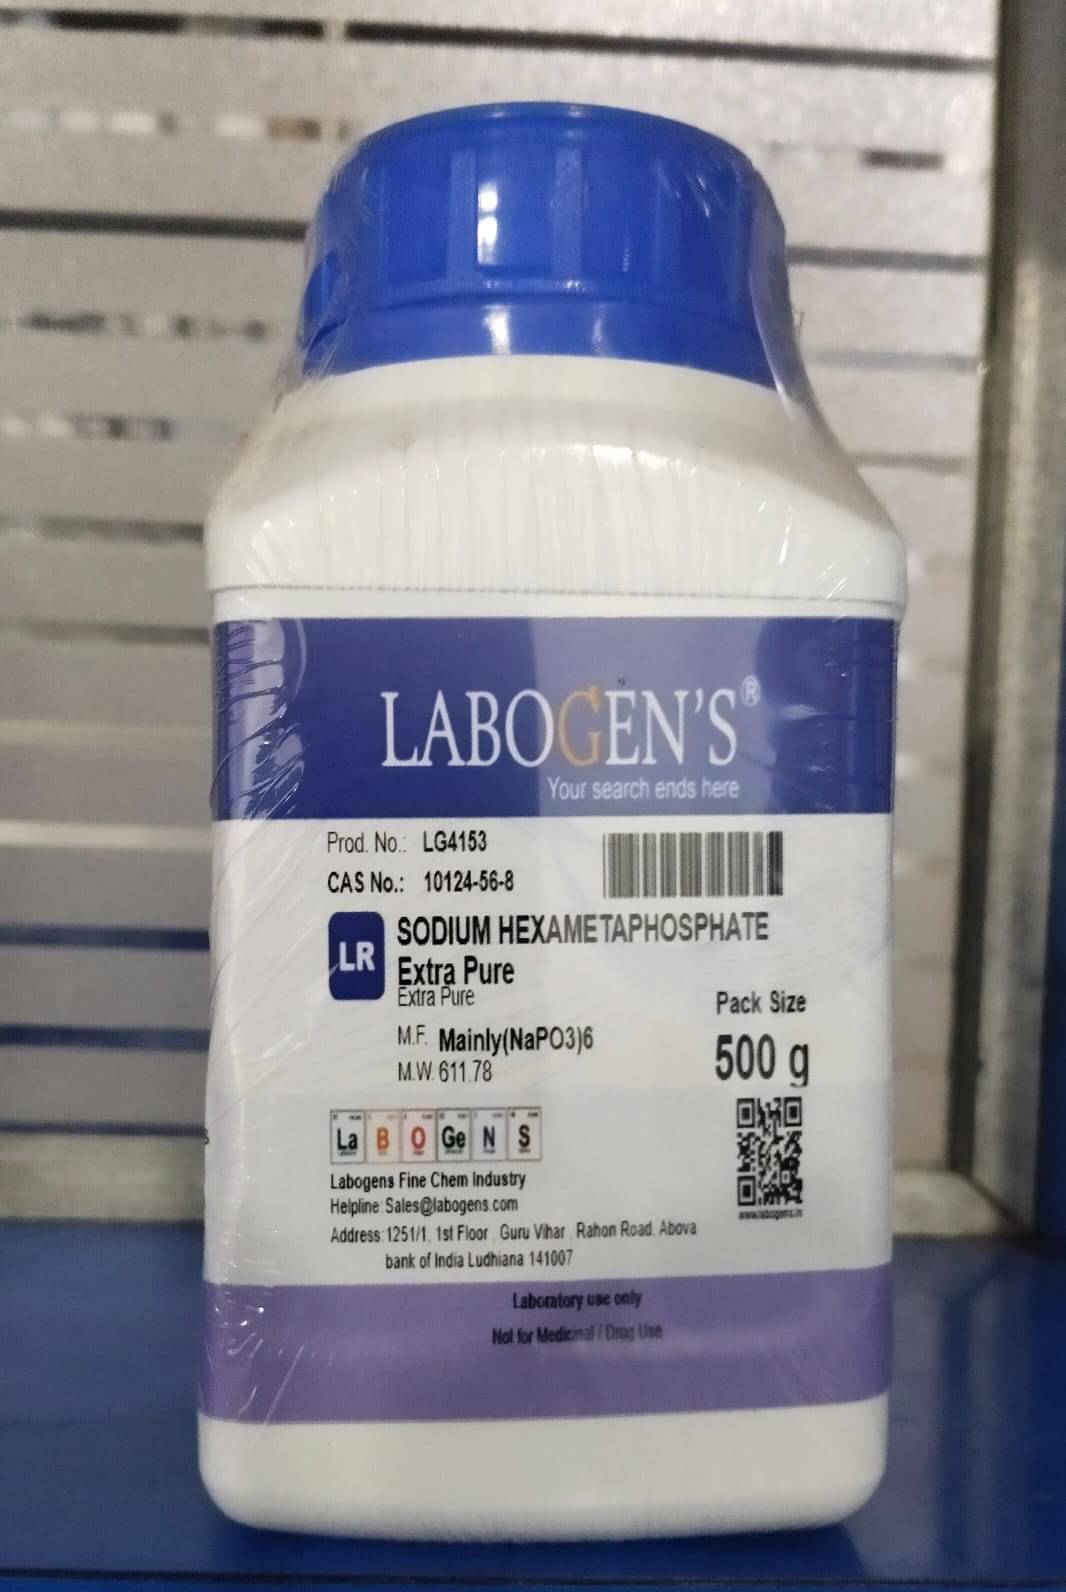 LABOGEN'S®
Your search ends here
Prod. No.: LG4153
CAS No.: 10124-56-8
LR
SODIUM HEXAMETAPHOSPHATE
Extra Pure
Extra Pure
Pack Size
500 g
M.F. Mainly(NaPO3)6
M.W. 611.78
La B O Ge N S
www.labogens.in
Labogens Fine Chem Industry
Helpline: Sales@labogens.com
Address: 1251/1, 1st Floor , Guru Vihar , Rahon Road, Abova
bank of India Ludhiana 141007
Laboratory use only
Not for Medicinal / Drug Use